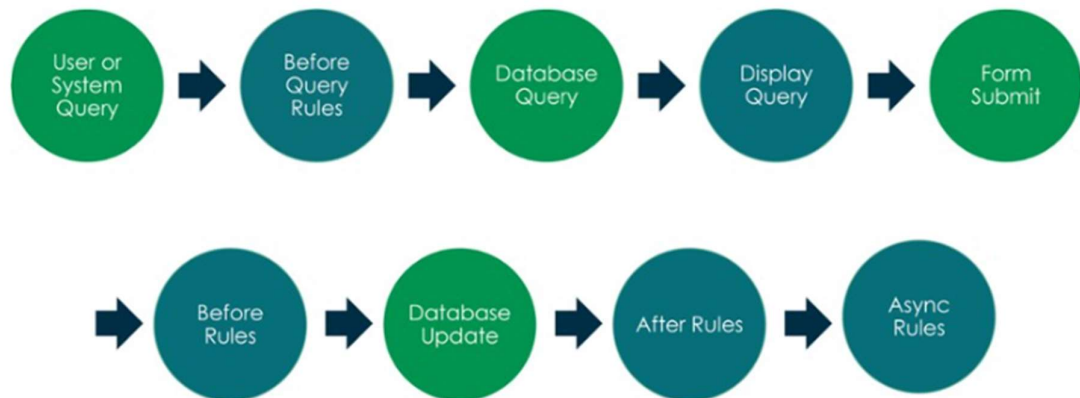 User or
System
Query
Before
Query
Rules
Database
Query
Display
Query
Form
Submit
Before
Rules
Database
Update
After Rules
Async
Rules